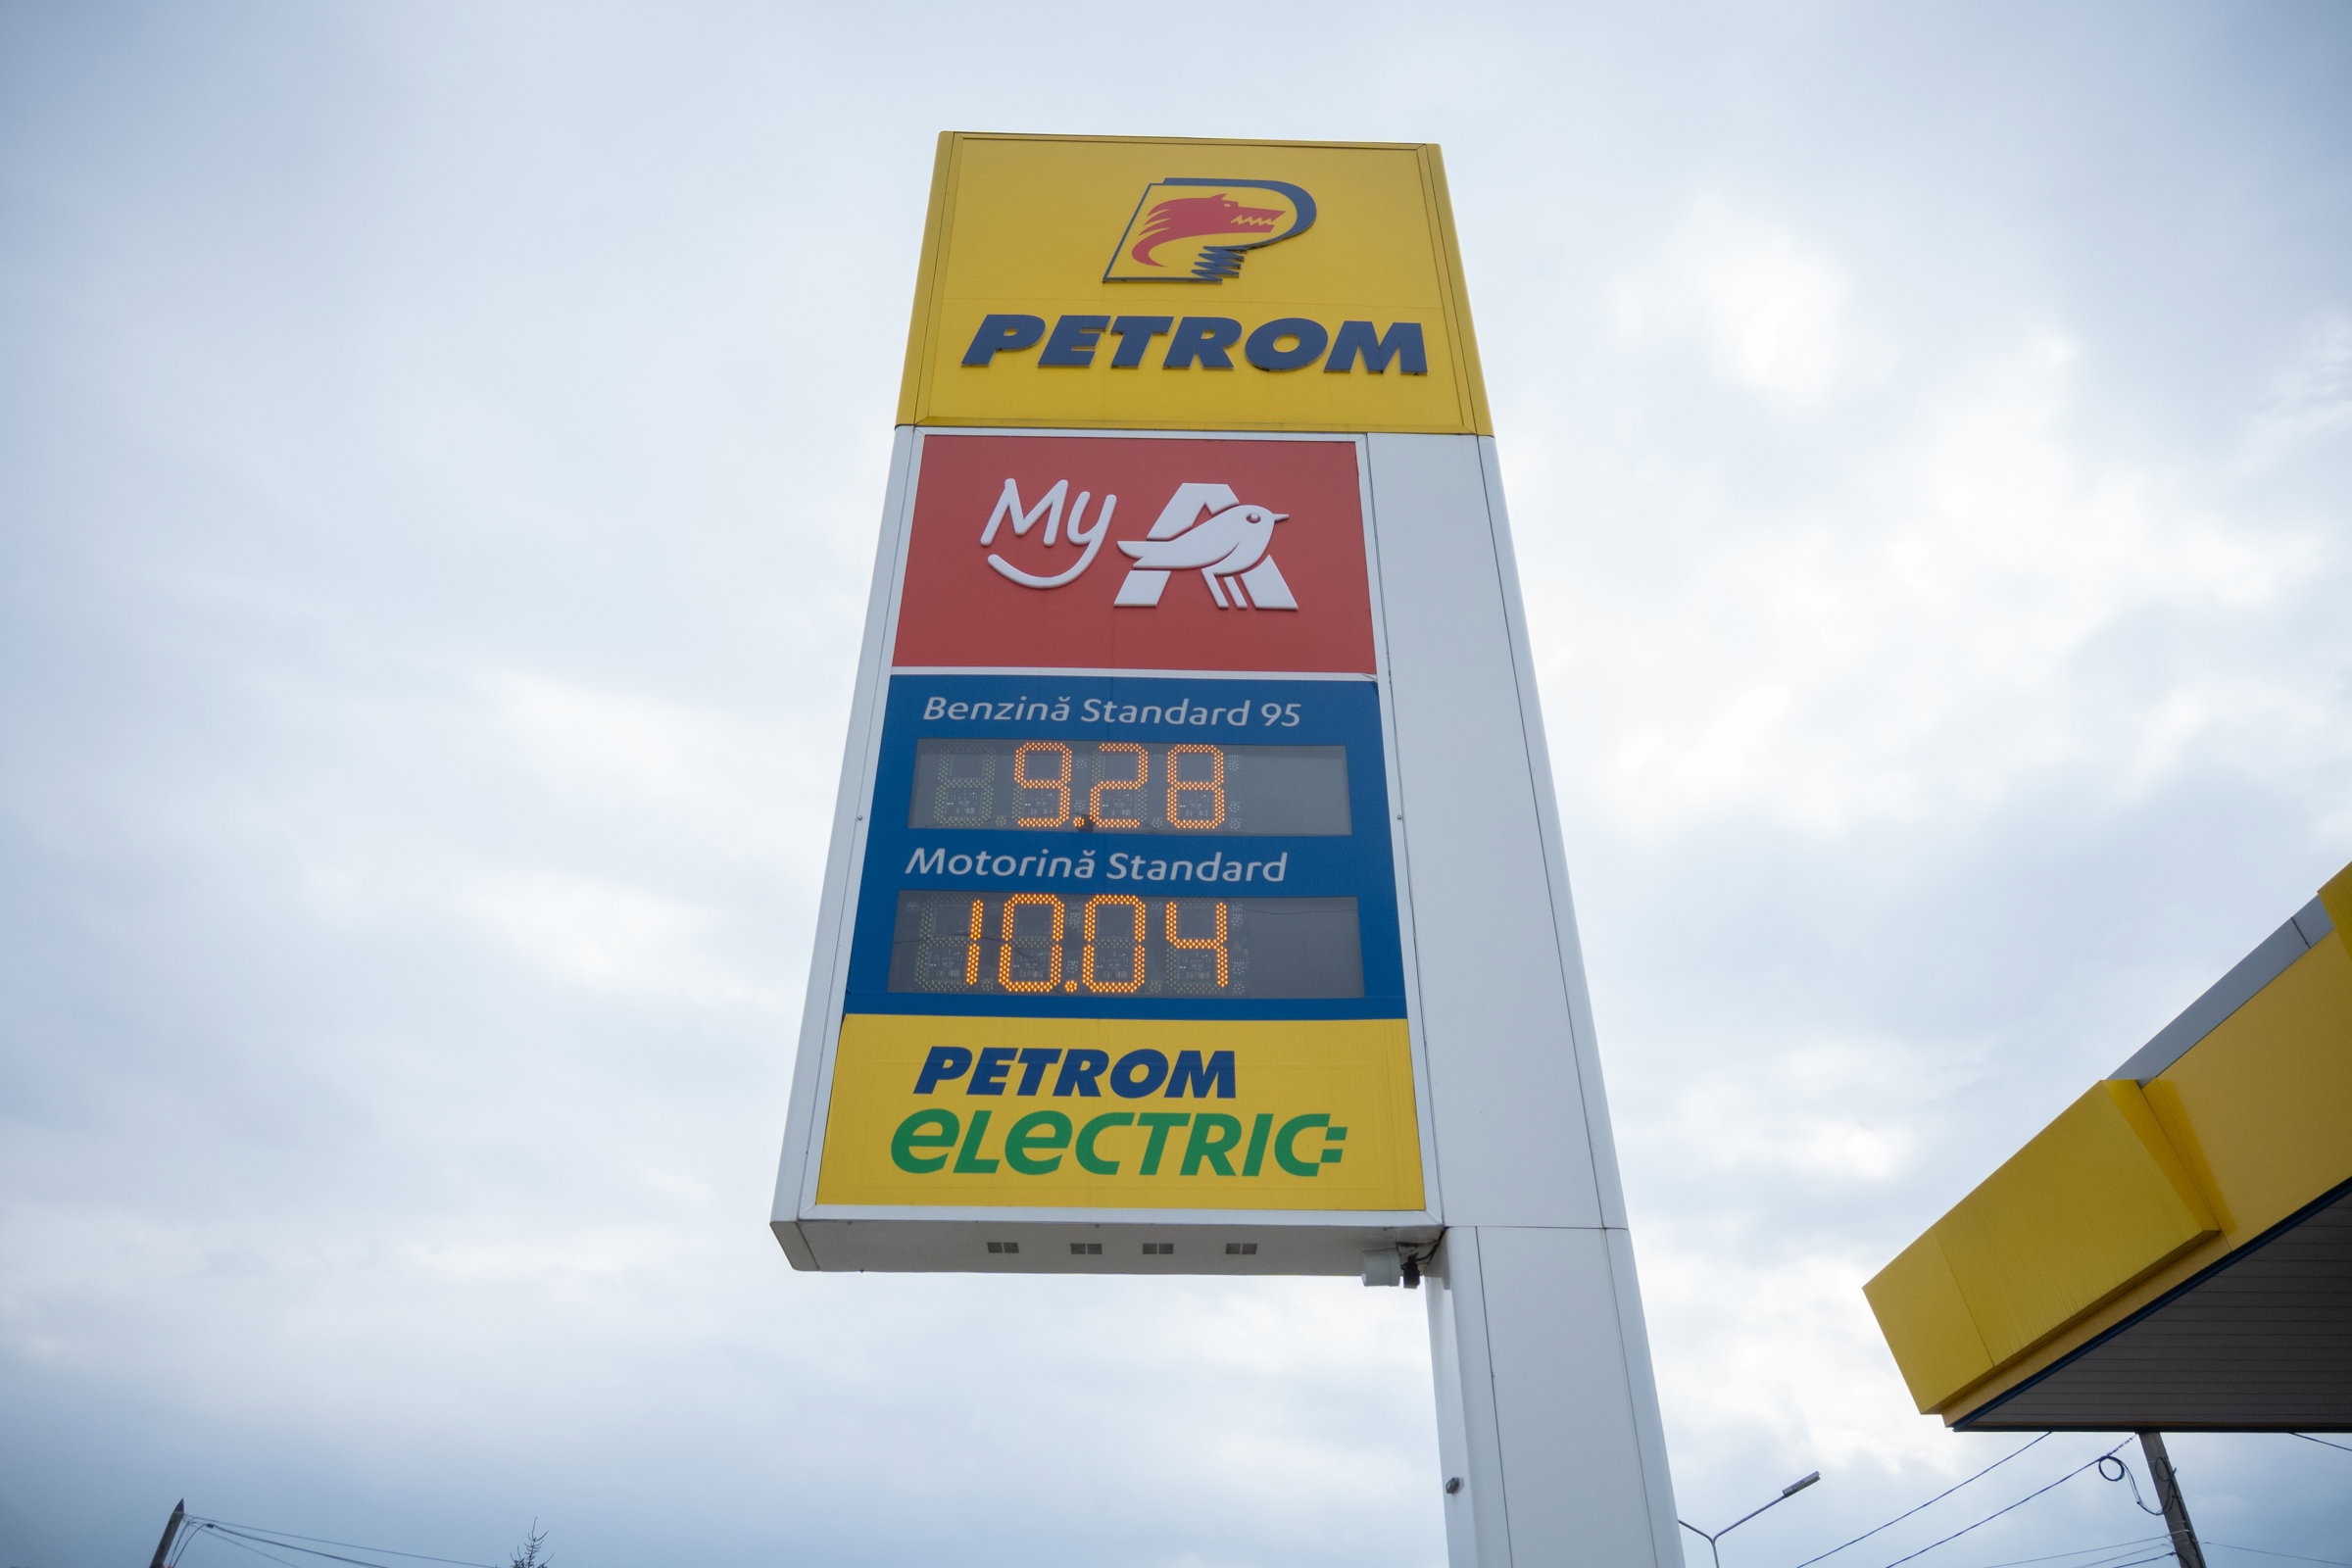 PETROM
My A
Benzină Standard 95
9.28
Motorină Standard
10.04
PETROM
eLeCTRIC